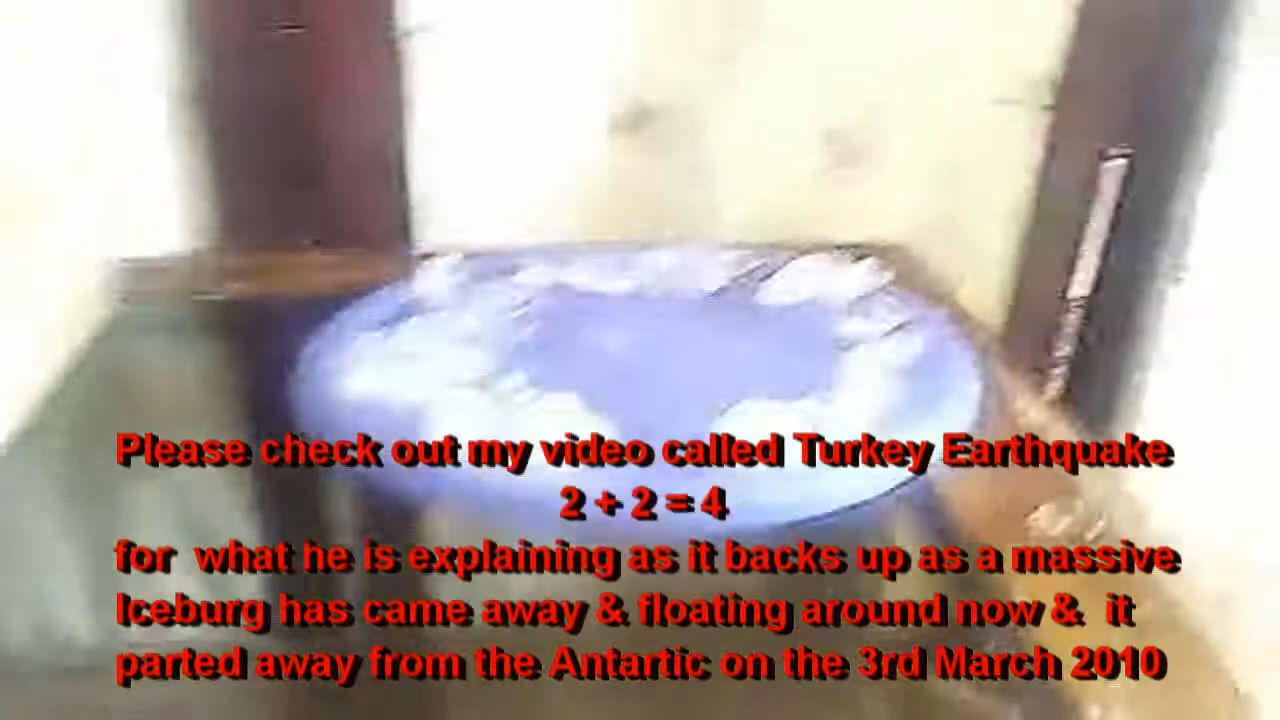 Please check out my video called Turkey Earthquake
2 + 2 = 4
for what he is explaining as it backs up as a massive
Iceburg has came away & floating around now & it
parted away from the Antartic on the 3rd March 2010